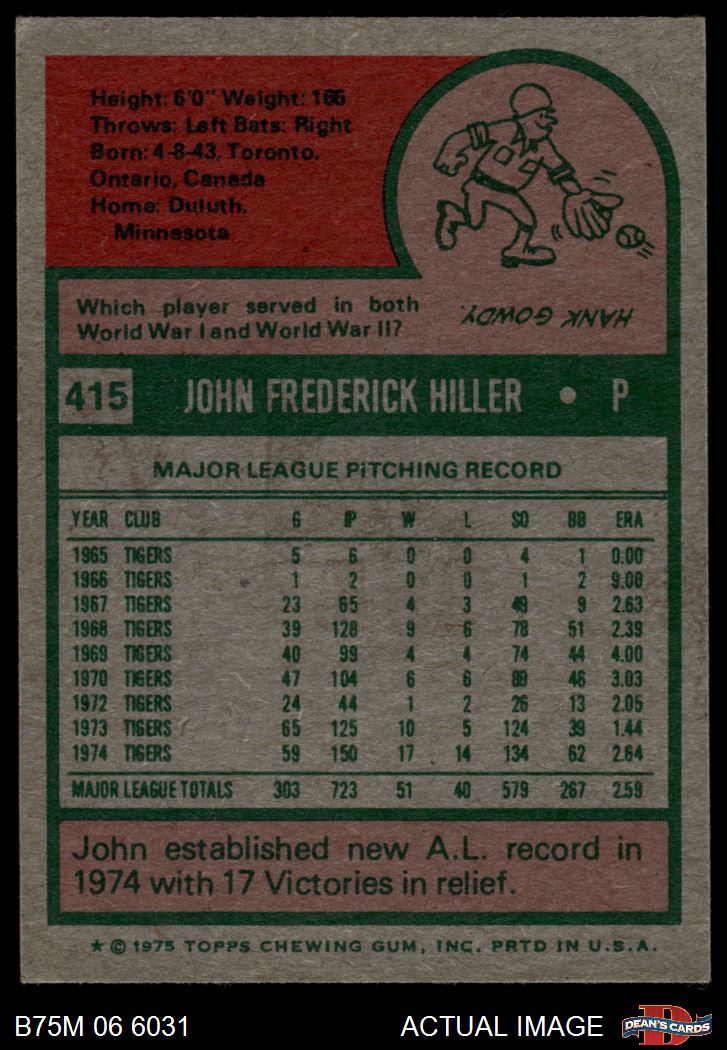 Height: 6'0" Weight: 165
Throws: Left Bats: Right
Born: 4-8-43, Toronto,
Ontario, Canada
Home: Duluth,
Minnesota
Which player served in both
World War I and World War II?
HANK GOWDY.
415 JOHN FREDERICK HILLER • P
MAJOR LEAGUE PITCHING RECORD
YEAR CLUB G IP W L SO BB ERA
1965 TIGERS 5 6 0 0 4 1 0.00
1966 TIGERS 1 2 0 0 1 2 9.00
1967 TIGERS 23 65 4 3 49 9 2.63
1968 TIGERS 39 128 9 6 78 51 2.39
1969 TIGERS 40 99 4 4 74 44 4.00
1970 TIGERS 47 104 6 6 89 46 3.03
1972 TIGERS 24 44 1 2 26 13 2.05
1973 TIGERS 65 125 10 5 124 39 1.44
1974 TIGERS 59 150 17 14 134 62 2.64
MAJOR LEAGUE TOTALS 303 723 51 40 579 267 2.59
John established new A.L. record in
1974 with 17 Victories in relief.
* © 1975 TOPPS CHEWING GUM, INC. PRTD IN U.S.A.
B75M 06 6031 ACTUAL IMAGE D DEAN'S CARDS